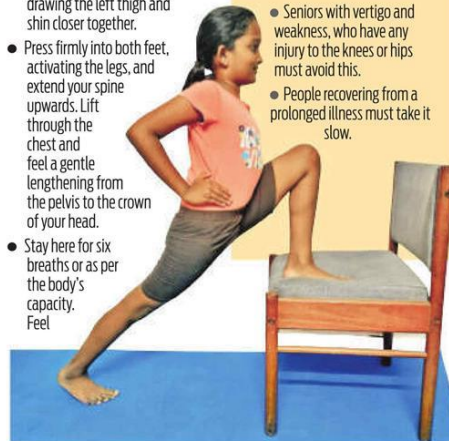 drawing the left thigh and
shin closer together.
● Press firmly into both feet,
activating the legs, and
extend your spine
upwards. Lift
through the
chest and
feel a gentle
lengthening from
the pelvis to the crown
of your head.
● Stay here for six
breaths or as per
the body's
capacity.
Feel
● Seniors with vertigo and
weakness, who have any
injury to the knees or hips
must avoid this.
● People recovering from a
prolonged illness must take it
slow.